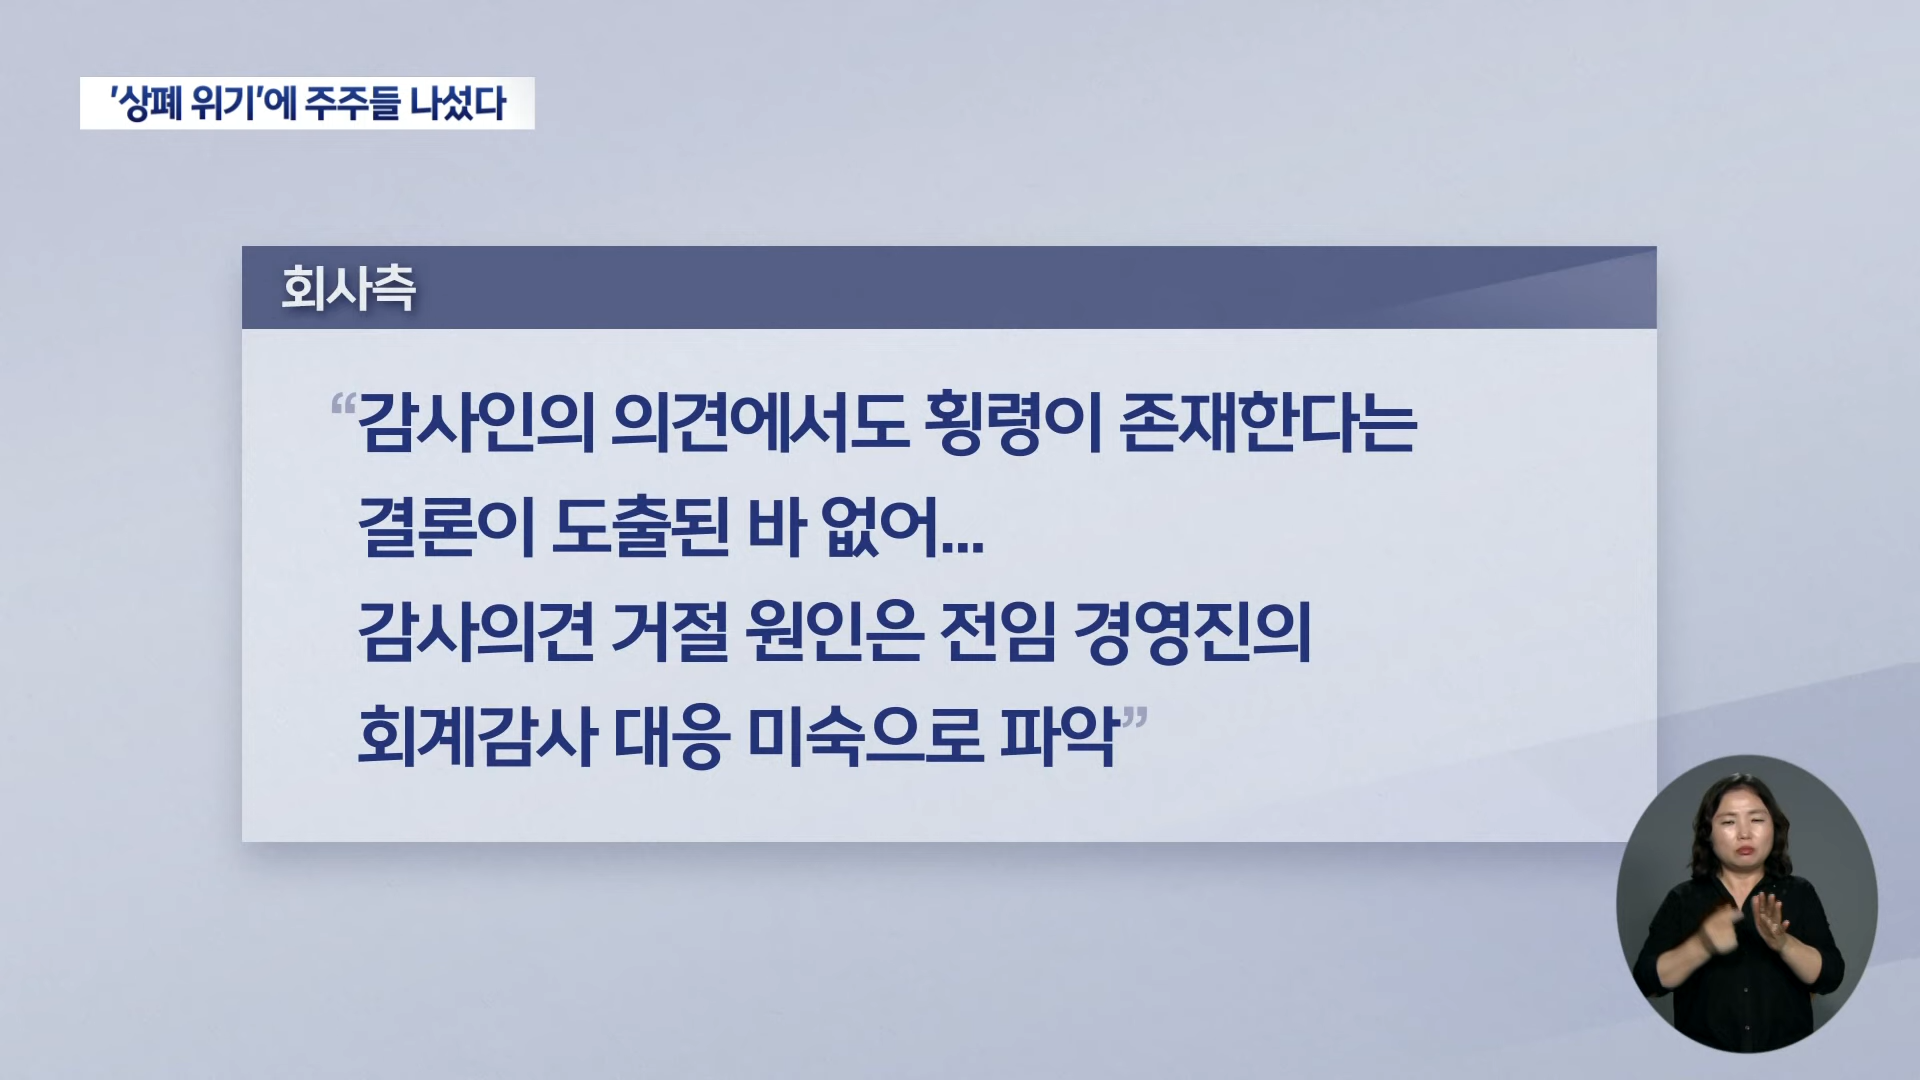 '상폐 위기'에 주주들 나섰다
회사측
“감사인의 의견에서도 횡령이 존재한다는
결론이 도출된 바 없어...
감사의견 거절 원인은 전임 경영진의
회계감사 대응 미숙으로 파악”